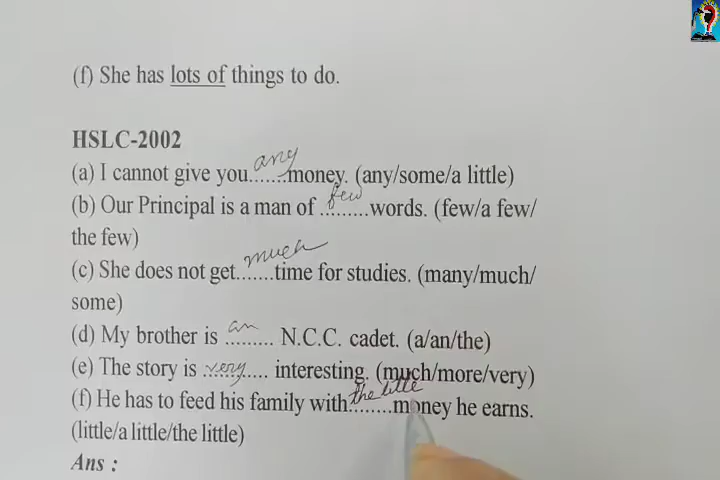 (f) She has lots of things to do.
HSLC-2002
(a) I cannot give you any money. (any/some/a little)
(b) Our Principal is a man of few words. (few/a few/
the few)
(c) She does not get much time for studies. (many/much/
some)
(d) My brother is an N.C.C. cadet. (a/an/the)
(e) The story is very interesting. (much/more/very)
(f) He has to feed his family with the little money he earns.
(little/a little/the little)
Ans :